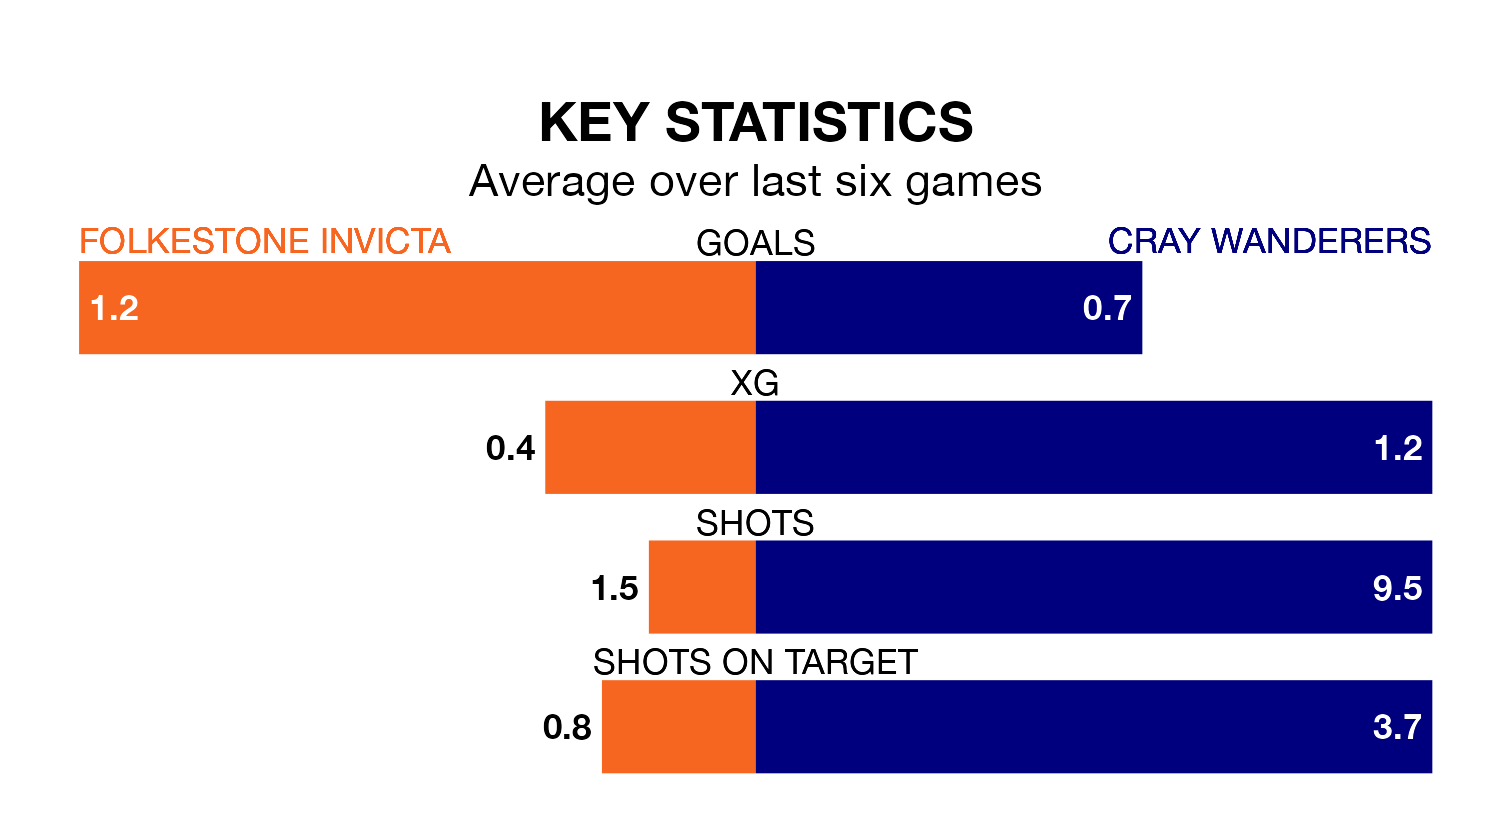 KEY STATISTICS
Average over last six games
FOLKESTONE INVICTA GOALS CRAY WANDERERS
1.2 0.7
XG
0.4 1.2
SHOTS
1.5 9.5
SHOTS ON TARGET
0.8 3.7